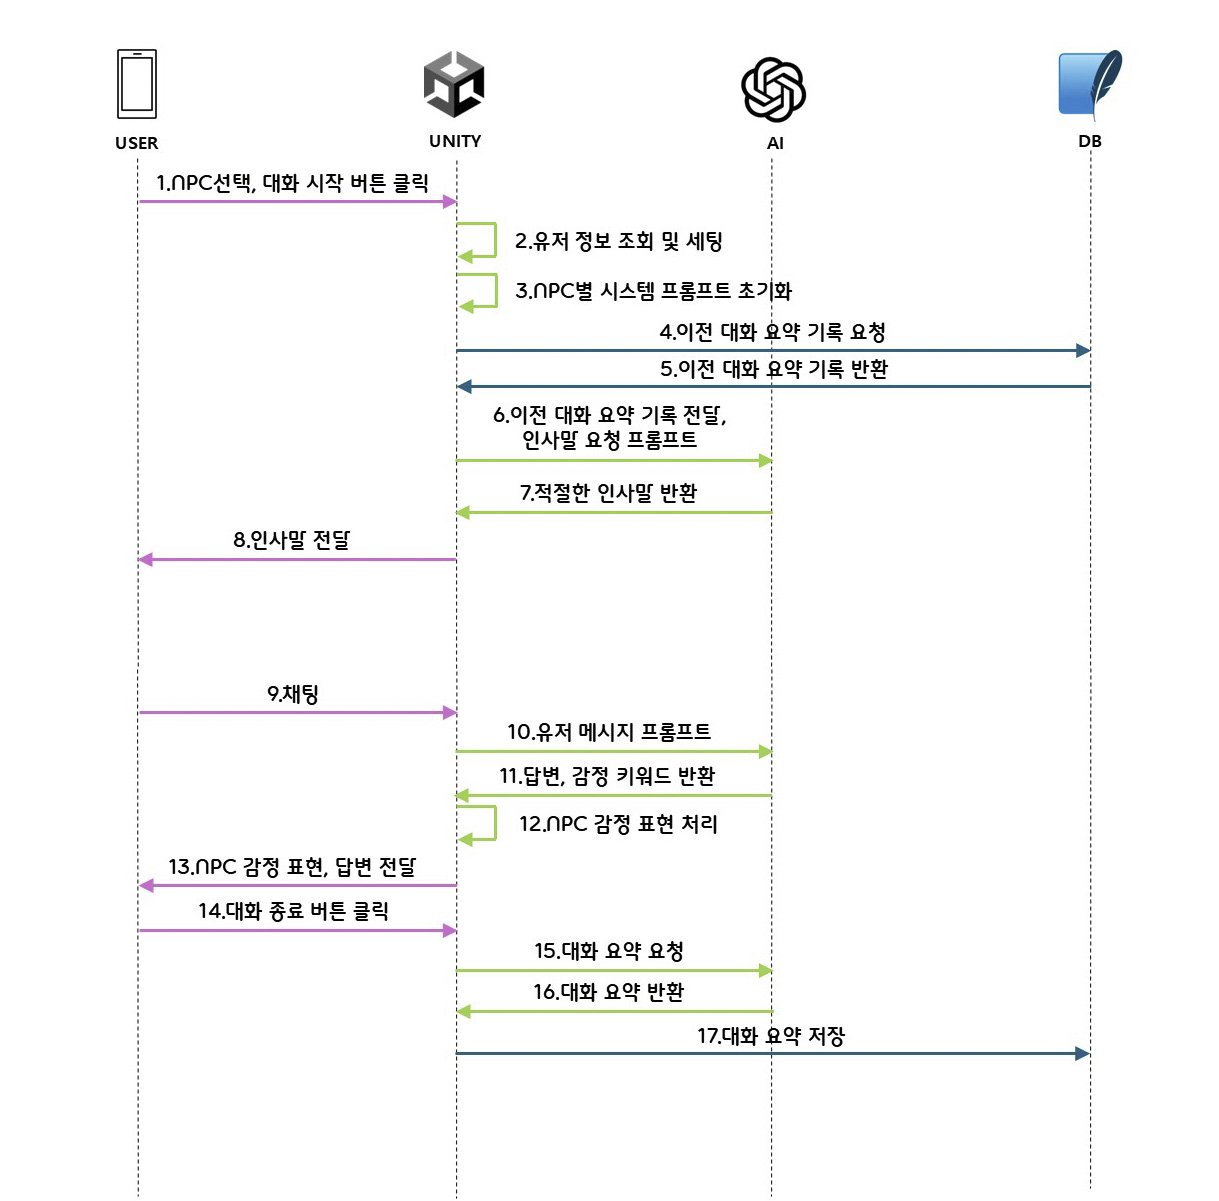 USER
UNITY
AI
DB
1.NPC선택, 대화 시작 버튼 클릭
2.유저 정보 조회 및 세팅
3.NPC별 시스템 프롬프트 초기화
4.이전 대화 요약 기록 요청
5.이전 대화 요약 기록 반환
6.이전 대화 요약 기록 전달,
인사말 요청 프롬프트
7.적절한 인사말 반환
8.인사말 전달
9.채팅
10.유저 메시지 프롬프트
11.답변, 감정 키워드 반환
12.NPC 감정 표현 처리
13.NPC 감정 표현, 답변 전달
14.대화 종료 버튼 클릭
15.대화 요약 요청
16.대화 요약 반환
17.대화 요약 저장